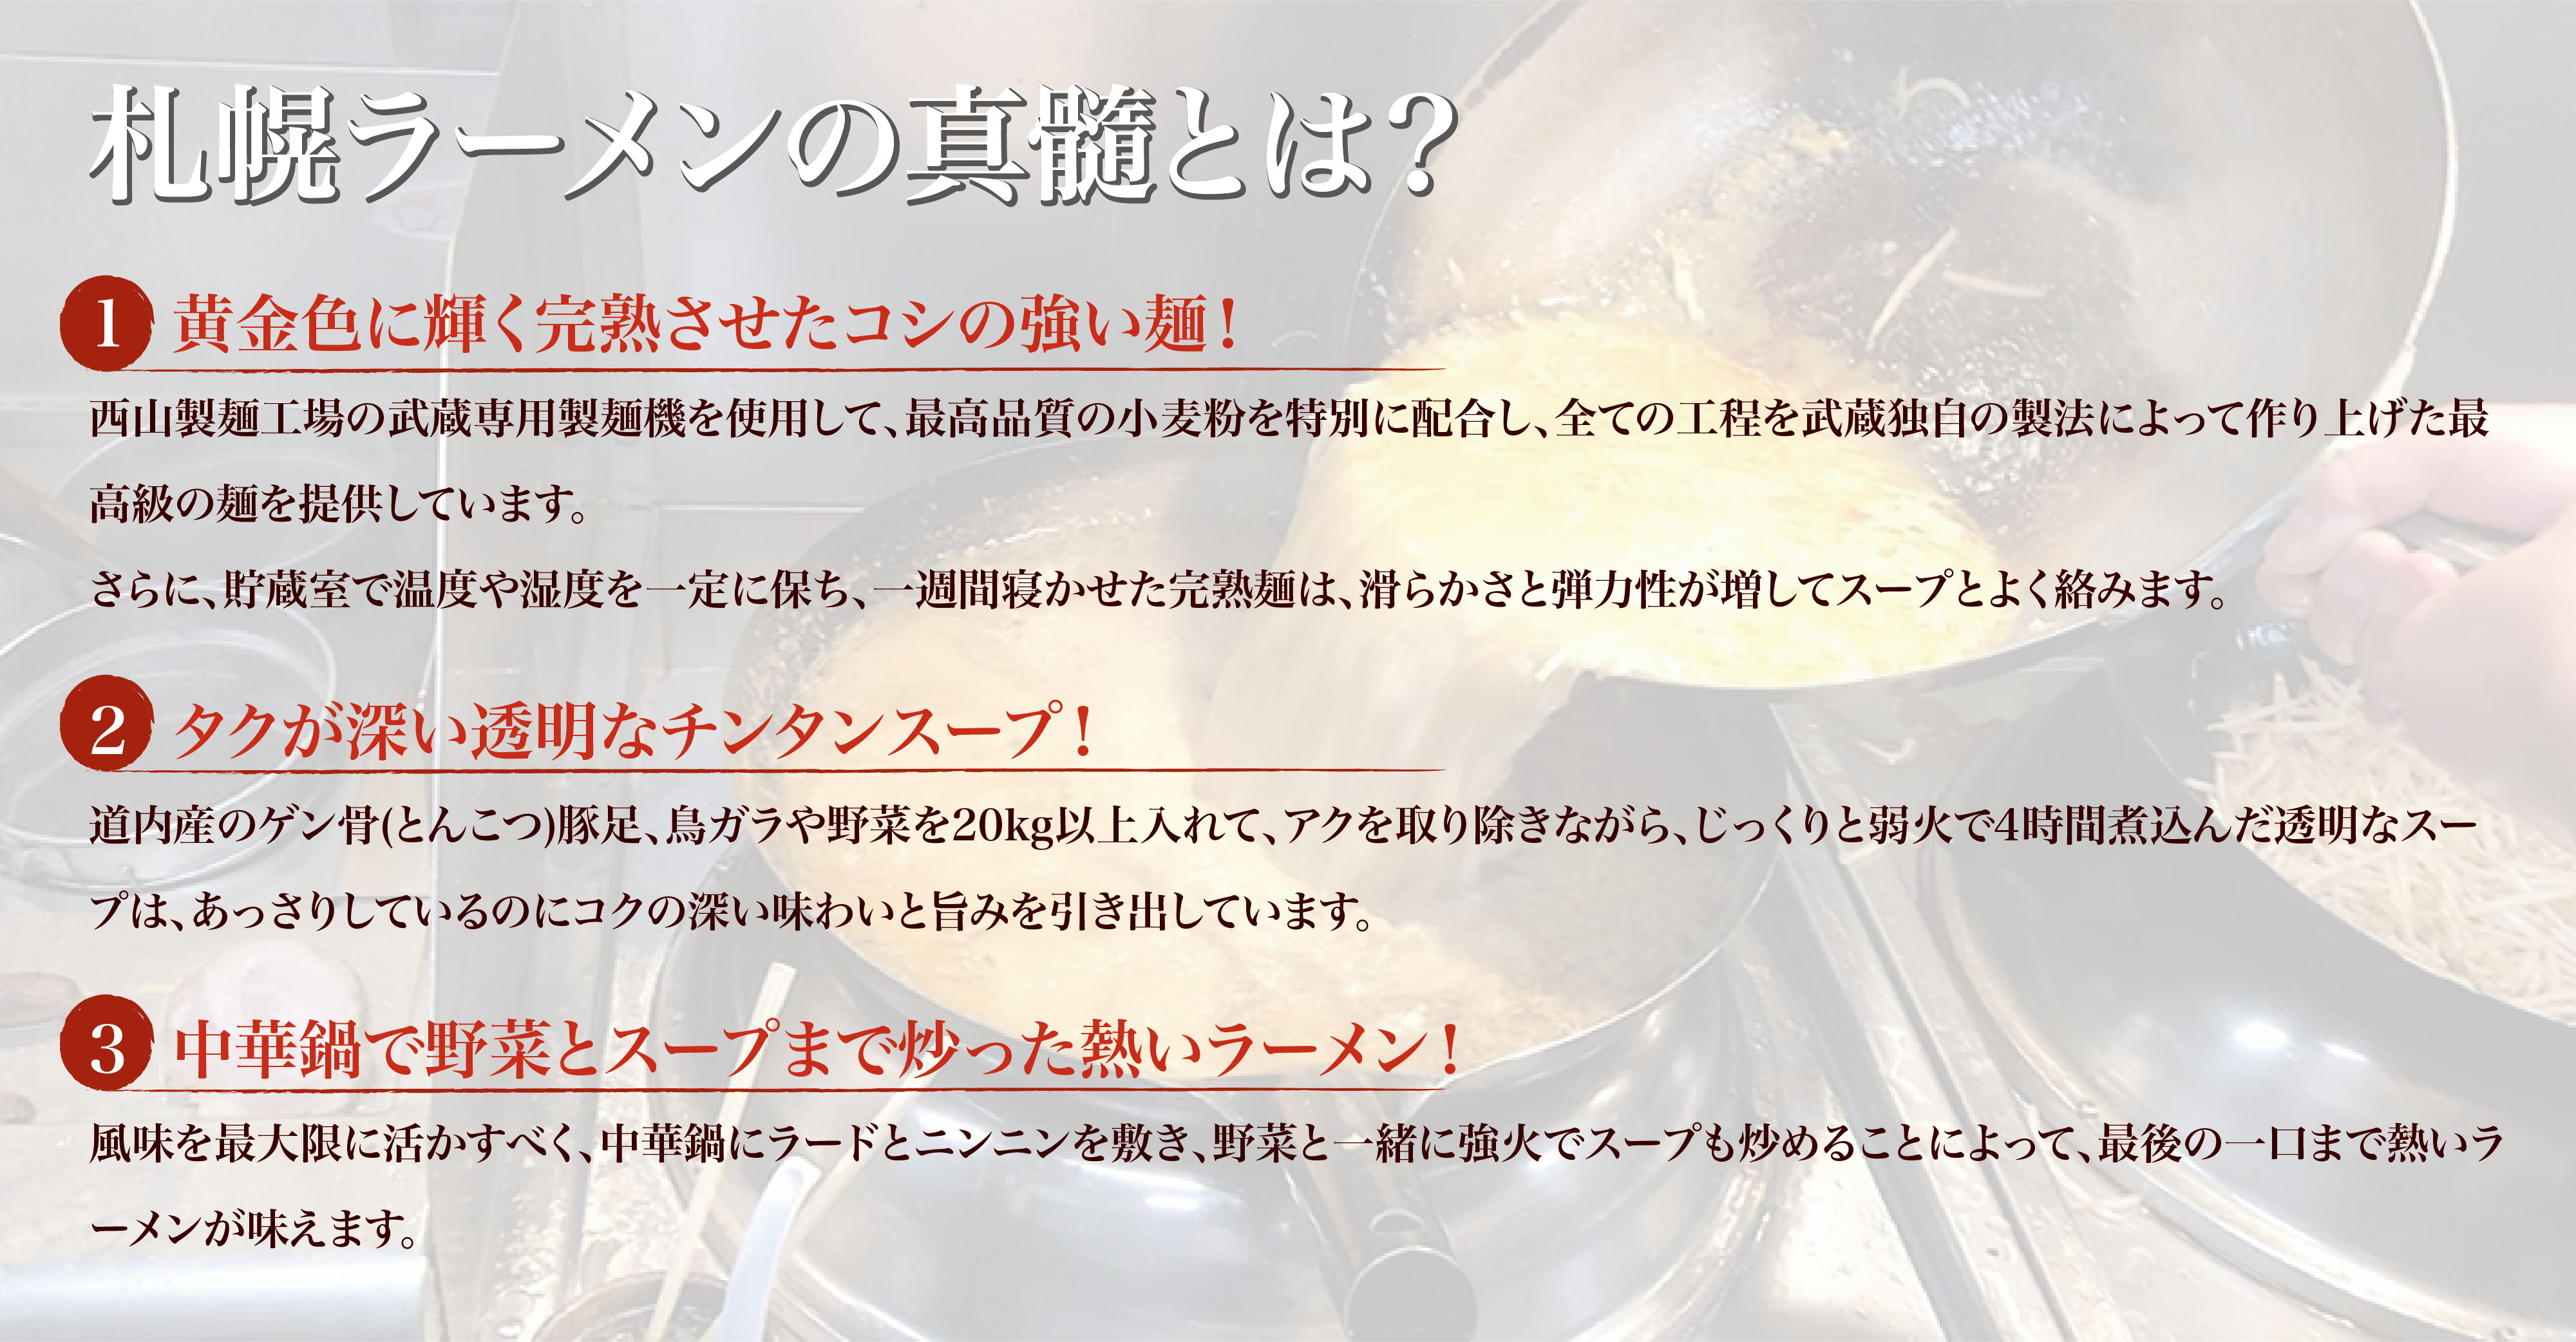 札幌ラーメンの真髄とは？
1 黄金色に輝く完熟させたコシの強い麺！
西山製麺工場の武蔵専用製麺機を使用して、最高品質の小麦粉を特別に配合し、全ての工程を武蔵独自の製法によって作り上げた最
高級の麺を提供しています。
さらに、貯蔵室で温度や湿度を一定に保ち、一週間寝かせた完熟麺は、滑らかさと弾力性が増してスープとよく絡みます。
2 タクが深い透明なチンタンスープ！
道内産のゲン骨(とんこつ)豚足、鳥ガラや野菜を20kg以上入れて、アクを取り除きながら、じっくりと弱火で4時間煮込んだ透明なスー
プは、あっさりしているのにコクの深い味わいと旨みを引き出しています。
3 中華鍋で野菜とスープまで炒った熱いラーメン！
風味を最大限に活かすべく、中華鍋にラードとニンニンを敷き、野菜と一緒に強火でスープも炒めることによって、最後の一口まで熱いラ
ーメンが味えます。